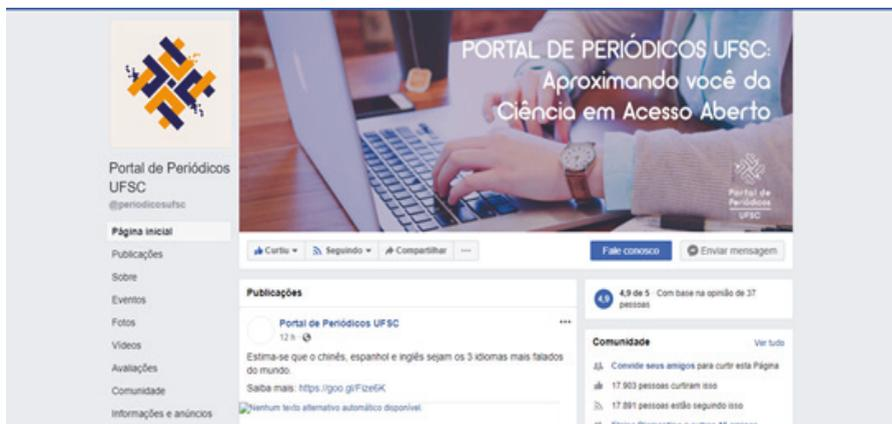 PORTAL DE PERIÓDICOS UFSC:
Aproximando você da
Ciência em Acesso Aberto
Portal de
Periódicos
UFSC
Portal de Periódicos
UFSC
@periodicosufsc
Página inicial
Publicações
Sobre
Eventos
Fotos
Vídeos
Avaliações
Comunidade
Informações e anúncios
Curtiu
Seguindo
Compartilhar
Fale conosco
Enviar mensagem
Publicações
Portal de Periódicos UFSC
12 h
Estima-se que o chinês, espanhol e inglês sejam os 3 idiomas mais falados
do mundo.
Saiba mais: https://goo.gl/Fize6K
Nenhum texto alternativo automático disponível.
4,9
4,9 de 5 · Com base na opinião de 37
pessoas
Comunidade
Ver tudo
Convide seus amigos para curtir esta Página
17.903 pessoas curtiram isso
17.891 pessoas estão seguindo isso